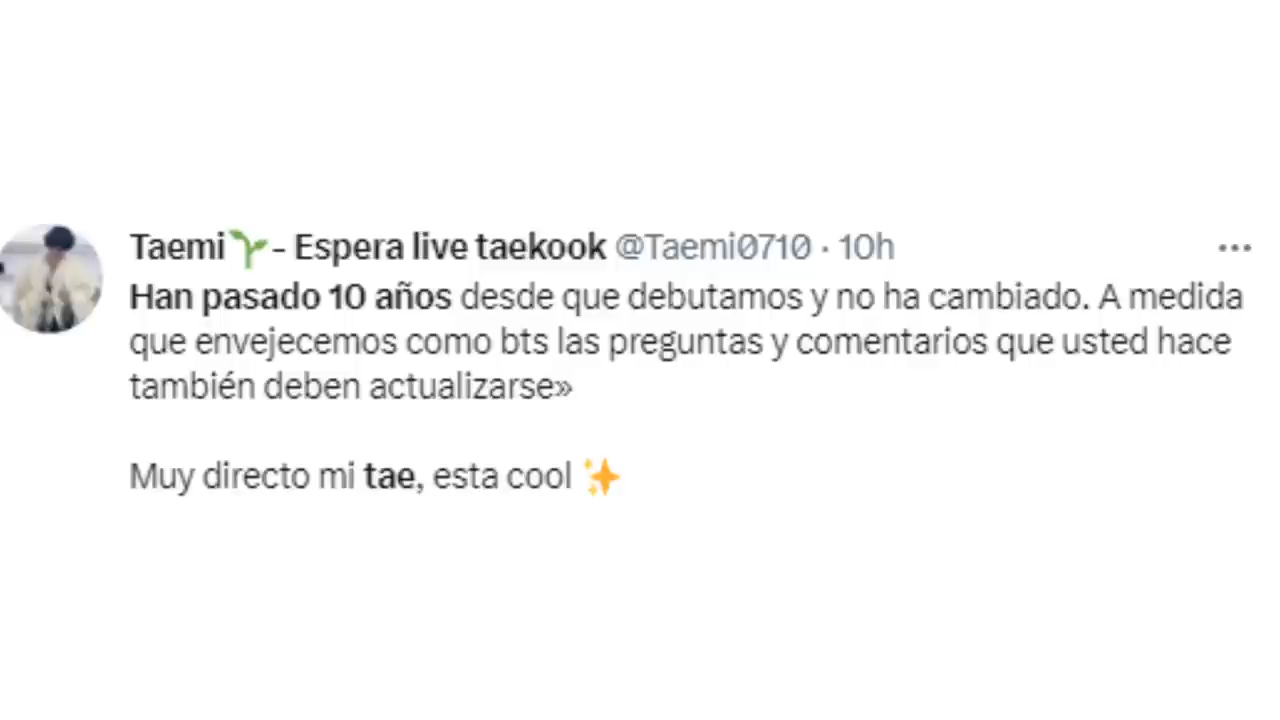 Taemi🌱- Espera live taekook @Taemi0710 · 10h
Han pasado 10 años desde que debutamos y no ha cambiado. A medida
que envejecemos como bts las preguntas y comentarios que usted hace
también deben actualizarse»
Muy directo mi tae, esta cool ✨